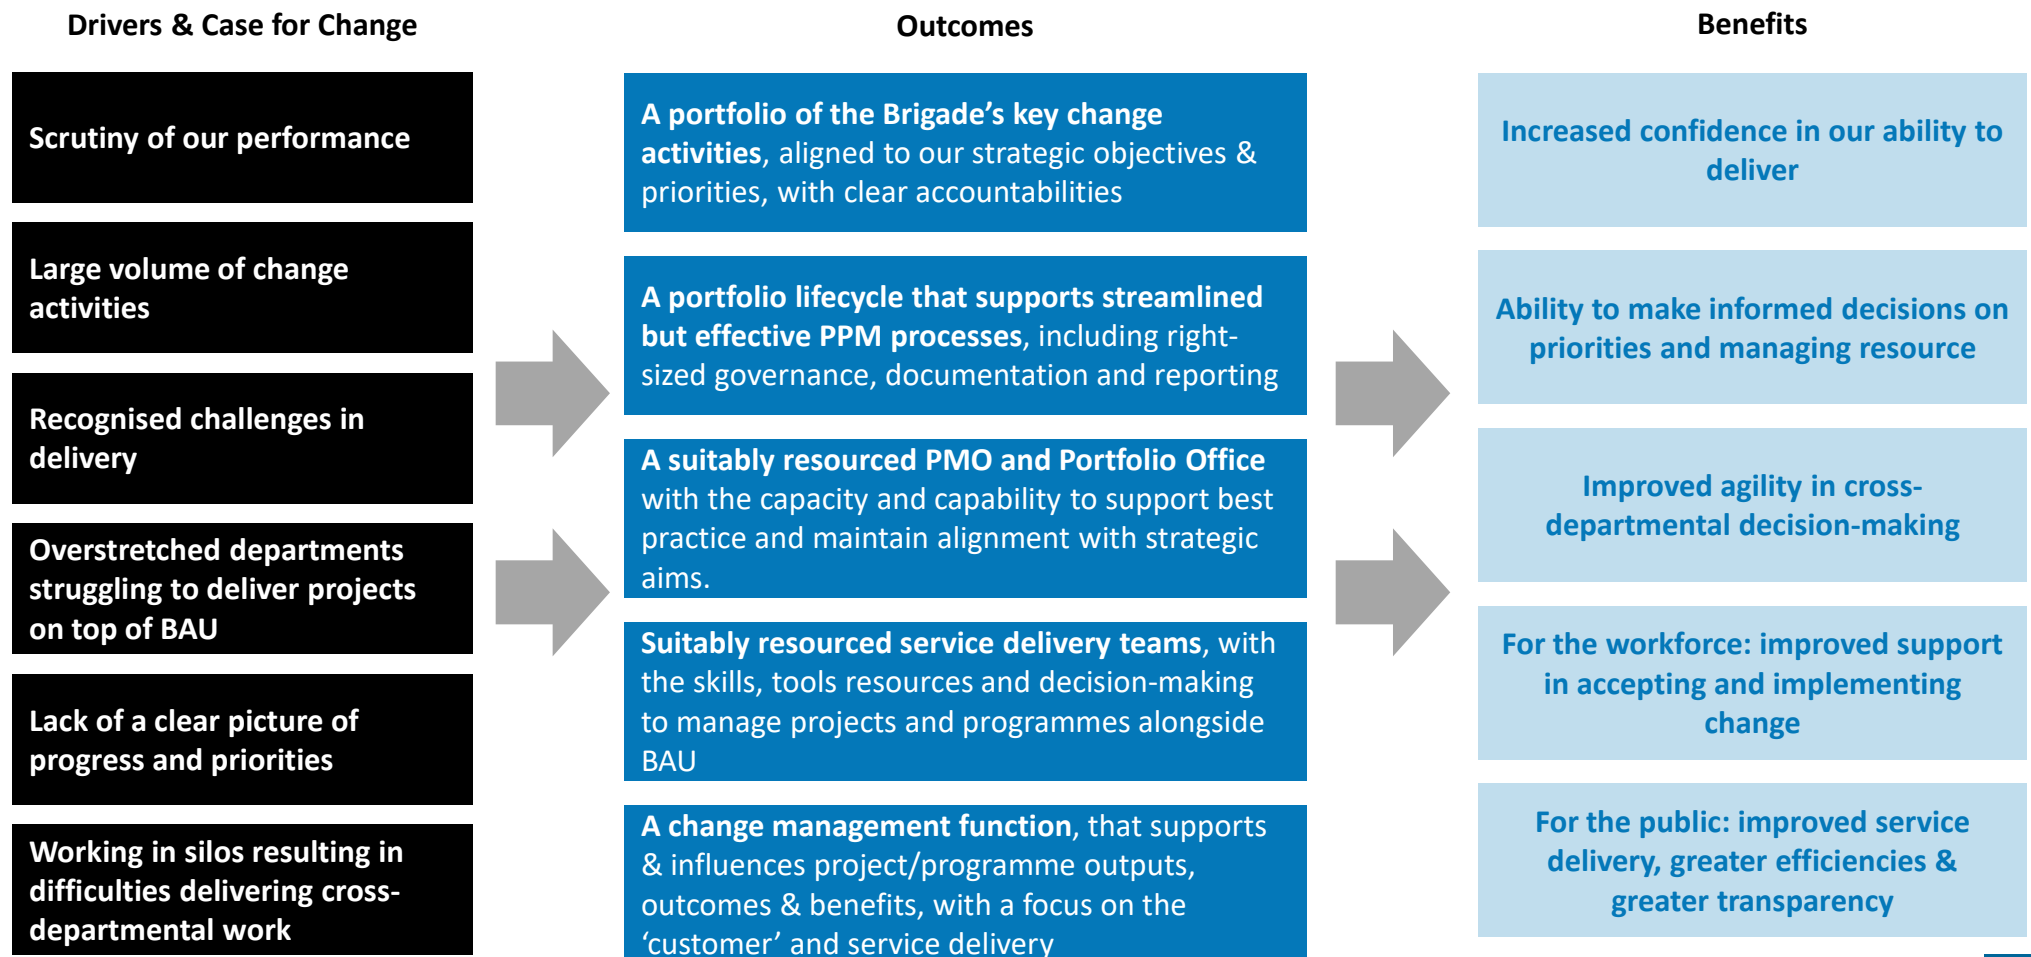 Drivers & Case for Change
Scrutiny of our performance
Large volume of change
activities
Recognised challenges in
delivery
Overstretched departments
struggling to deliver projects
on top of BAU
Lack of a clear picture of
progress and priorities
Working in silos resulting in
difficulties delivering cross-
departmental work
Outcomes
A portfolio of the Brigade’s key change
activities, aligned to our strategic objectives &
priorities, with clear accountabilities
A portfolio lifecycle that supports streamlined
but effective PPM processes, including right-
sized governance, documentation and reporting
A suitably resourced PMO and Portfolio Office
with the capacity and capability to support best
practice and maintain alignment with strategic
aims.
Suitably resourced service delivery teams, with
the skills, tools resources and decision-making
to manage projects and programmes alongside
BAU
A change management function, that supports
& influences project/programme outputs,
outcomes & benefits, with a focus on the
‘customer’ and service delivery
Benefits
Increased confidence in our ability to
deliver
Ability to make informed decisions on
priorities and managing resource
Improved agility in cross-
departmental decision-making
For the workforce: improved support
in accepting and implementing
change
For the public: improved service
delivery, greater efficiencies &
greater transparency